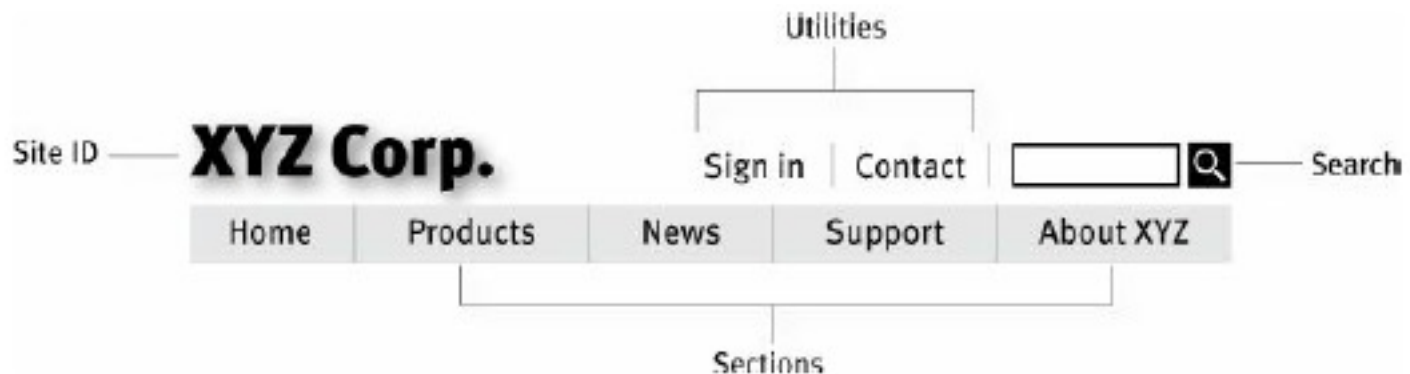 Utilities
Site ID
XYZ Corp.
Sign in
Contact
Search
Home
Products
News
Support
About XYZ
Sections